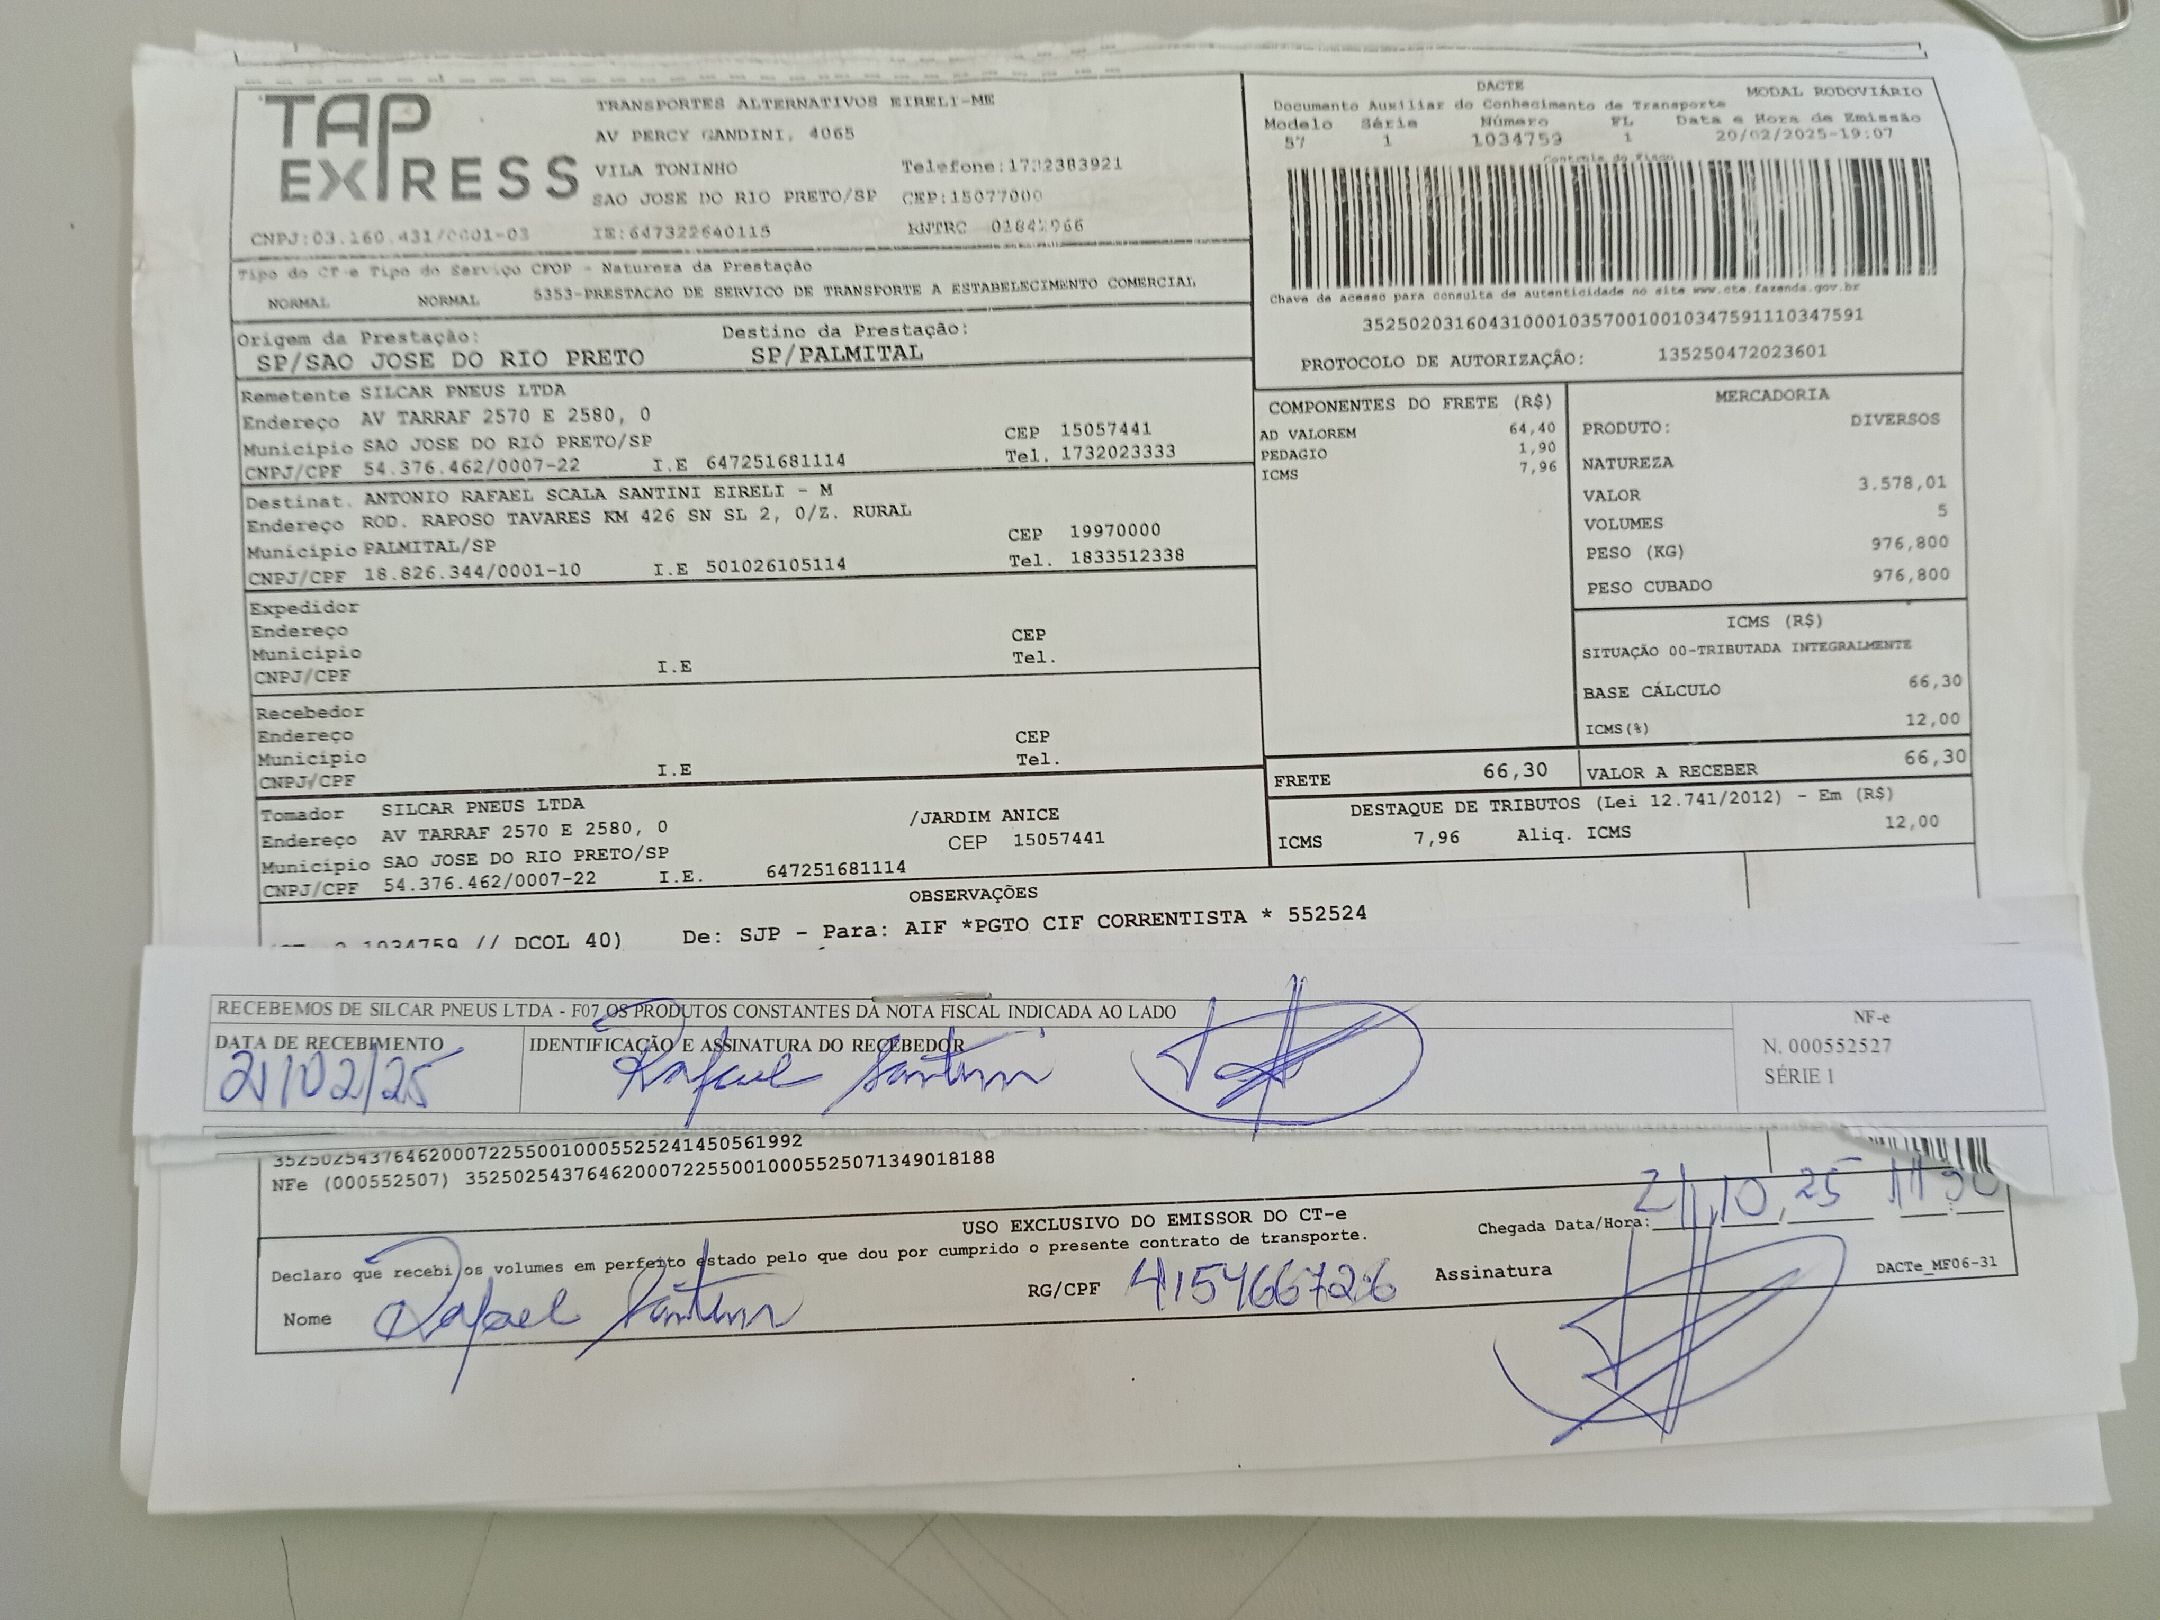 TAP EXPRESS
TRANSPORTES ALTERNATIVOS EIRELI-ME
AV PERCY GANDINI, 4065
VILA TONINHO Telefone:1732383921
SAO JOSE DO RIO PRETO/SP CEP:15077000
CNPJ:03.160.431/0001-03 IE:647322640115 RNTRC
DACTE MODAL RODOVIÁRIO
Documento Auxiliar do Conhecimento de Transporte
Modelo Série Número FL Data e Hora de Emissão
57 1 1034759 1 20/02/2025-19:07
Controle do Fisco
Chave de acesso para consulta de autenticidade no site www.cte.fazenda.gov.br
35250203160431000103570010010347591110347591
PROTOCOLO DE AUTORIZAÇÃO: 135250472023601
Tipo do CT-e Tipo do Serviço CFOP - Natureza da Prestação
NORMAL NORMAL 5353-PRESTACAO DE SERVICO DE TRANSPORTE A ESTABELECIMENTO COMERCIAL
Origem da Prestação: Destino da Prestação:
SP/SAO JOSE DO RIO PRETO SP/PALMITAL
Remetente SILCAR PNEUS LTDA
Endereço AV TARRAF 2570 E 2580, 0
Município SAO JOSE DO RIO PRETO/SP CEP 15057441
CNPJ/CPF 54.376.462/0007-22 I.E 647251681114 Tel. 1732023333
Destinat. ANTONIO RAFAEL SCALA SANTINI EIRELI - M
Endereço ROD. RAPOSO TAVARES KM 426 SN SL 2, 0/Z. RURAL
Município PALMITAL/SP CEP 19970000
CNPJ/CPF 18.826.344/0001-10 I.E 501026105114 Tel. 1833512338
Expedidor
Endereço
Município CEP
CNPJ/CPF I.E Tel.
Recebedor
Endereço
Município CEP
CNPJ/CPF I.E Tel.
Tomador SILCAR PNEUS LTDA
Endereço AV TARRAF 2570 E 2580, 0 /JARDIM ANICE
Município SAO JOSE DO RIO PRETO/SP CEP 15057441
CNPJ/CPF 54.376.462/0007-22 I.E. 647251681114
COMPONENTES DO FRETE (R$)
AD VALOREM 64,40
PEDAGIO 1,90
ICMS 7,96
MERCADORIA
PRODUTO: DIVERSOS
NATUREZA
VALOR 3.578,01
VOLUMES 5
PESO (KG) 976,800
PESO CUBADO 976,800
ICMS (R$)
SITUAÇÃO 00-TRIBUTADA INTEGRALMENTE
BASE CÁLCULO 66,30
ICMS(%) 12,00
FRETE 66,30 VALOR A RECEBER 66,30
DESTAQUE DE TRIBUTOS (Lei 12.741/2012) - Em (R$)
ICMS 7,96 Aliq. ICMS 12,00
OBSERVAÇÕES
1034759 // DCOL 40) De: SJP - Para: AIF *PGTO CIF CORRENTISTA * 552524
RECEBEMOS DE SILCAR PNEUS LTDA - F07 OS PRODUTOS CONSTANTES DA NOTA FISCAL INDICADA AO LADO
DATA DE RECEBIMENTO IDENTIFICAÇÃO E ASSINATURA DO RECEBEDOR
21/02/25 Rafael Santini
NF-e
N. 000552527
SÉRIE 1
35250254376462000722550010005525241450561992
NFe (000552507) 35250254376462000722550010005525071349018188
USO EXCLUSIVO DO EMISSOR DO CT-e
Chegada Data/Hora: 21,10,25
Declaro que recebi os volumes em perfeito estado pelo que dou por cumprido o presente contrato de transporte.
Nome Rafael Santini RG/CPF 4154667286 Assinatura
DACTe_MF06-31